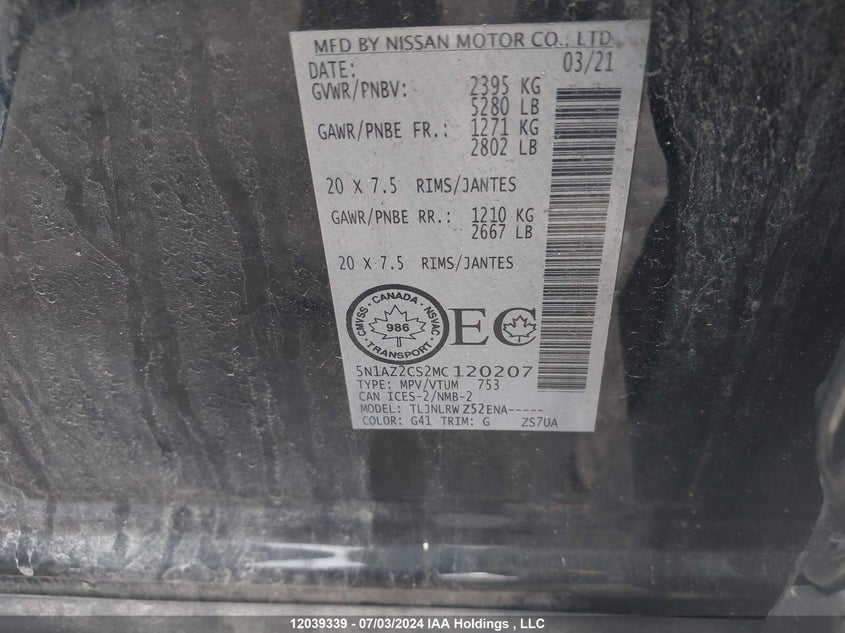 MFD BY NISSAN MOTOR CO., LTD.
DATE: 03/21
GVWR/PNBV: 2395 KG
5280 LB
GAWR/PNBE FR.: 1271 KG
2802 LB
20 X 7.5 RIMS/JANTES
GAWR/PNBE RR.: 1210 KG
2667 LB
20 X 7.5 RIMS/JANTES
CMVSS · CANADA · NSVAC
986
TRANSPORT
EC
5N1AZ2CS2MC120207
TYPE: MPV/VTUM 753
CAN ICES-2/NMB-2
MODEL: TLJNLRWZ52ENA-----
COLOR: G41 TRIM: G ZS70A
12039339 - 07/03/2024 IAA Holdings , LLC